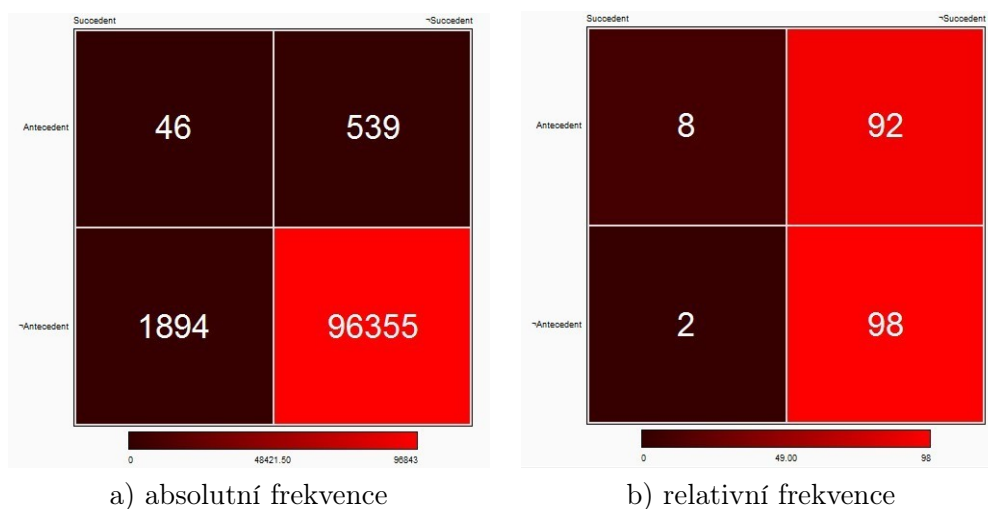 Succedent ¬Succedent
Antecedent 46 539
¬Antecedent 1894 96355
0 48421.50 96843
a) absolutní frekvence
Succedent ¬Succedent
Antecedent 8 92
¬Antecedent 2 98
0 49.00 98
b) relativní frekvence